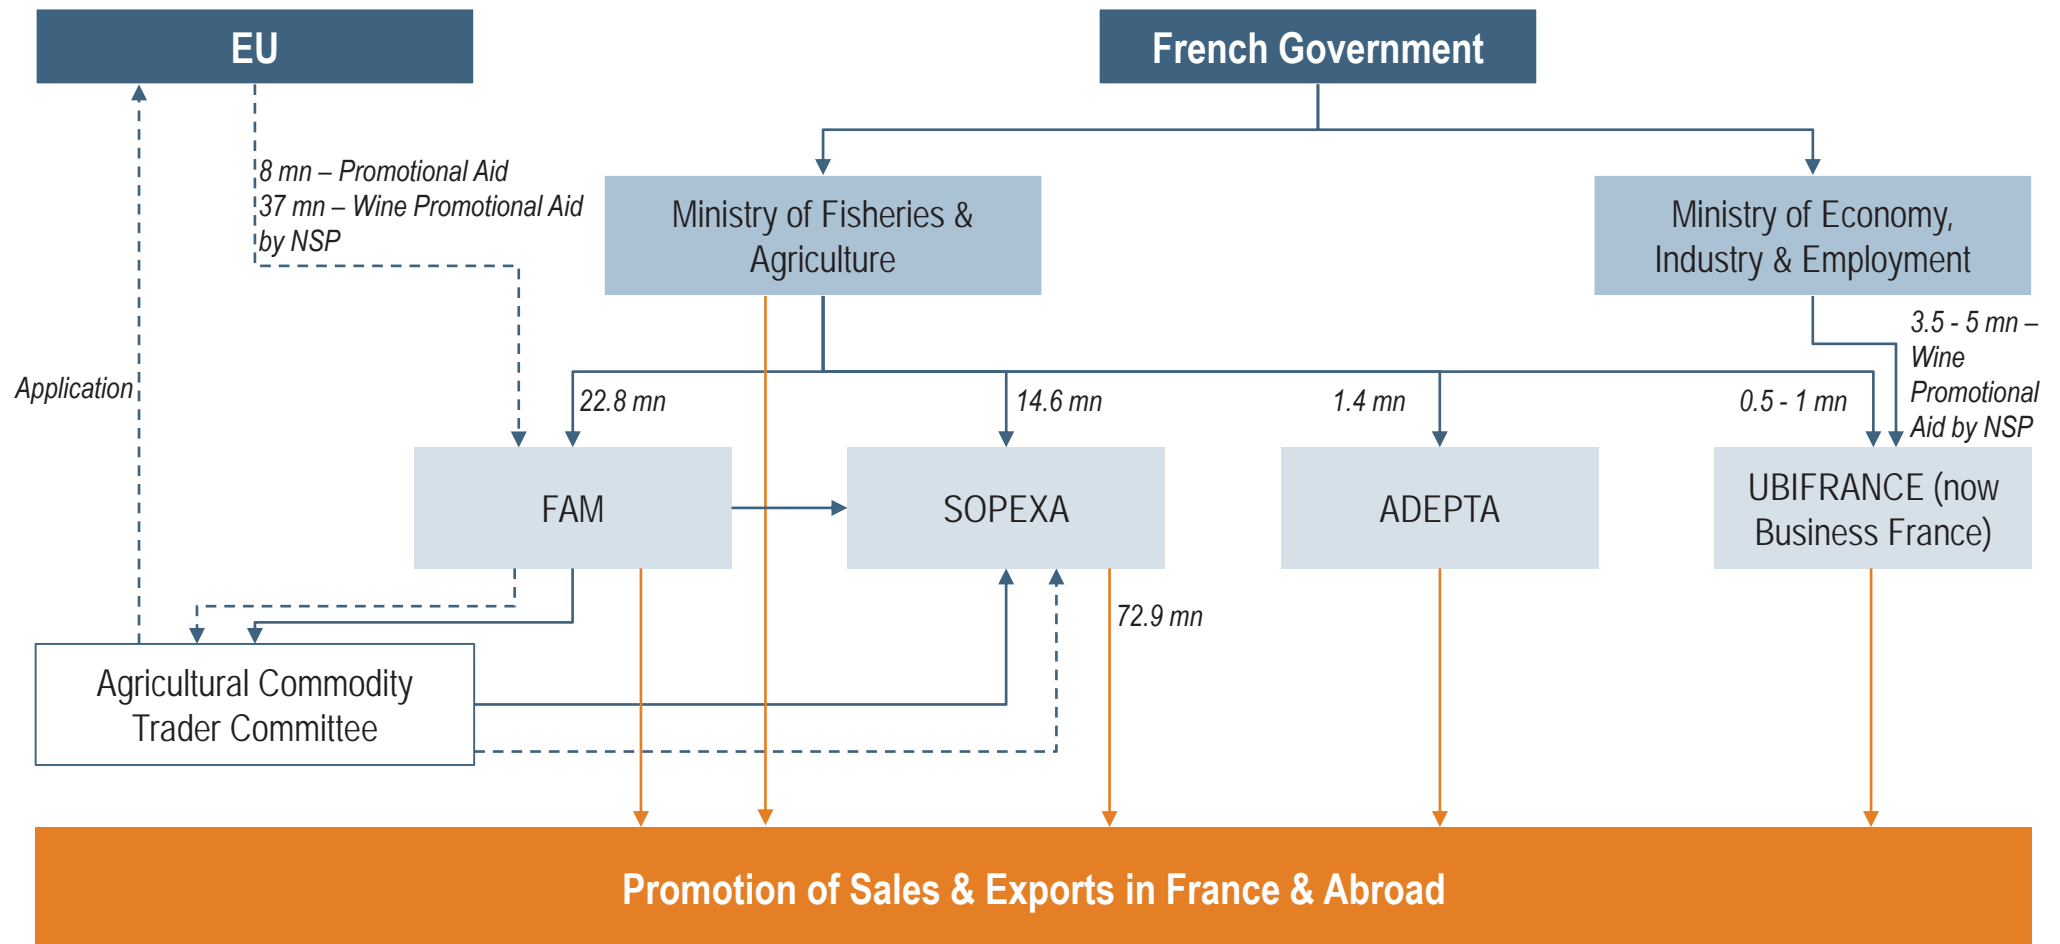 EU
French Government
8 mn – Promotional Aid
37 mn – Wine Promotional Aid
by NSP
Ministry of Fisheries &
Agriculture
Ministry of Economy,
Industry & Employment
3.5 - 5 mn –
Wine
Promotional
Aid by NSP
Application
22.8 mn
14.6 mn
1.4 mn
0.5 - 1 mn
FAM
SOPEXA
ADEPTA
UBIFRANCE (now
Business France)
72.9 mn
Agricultural Commodity
Trader Committee
Promotion of Sales & Exports in France & Abroad